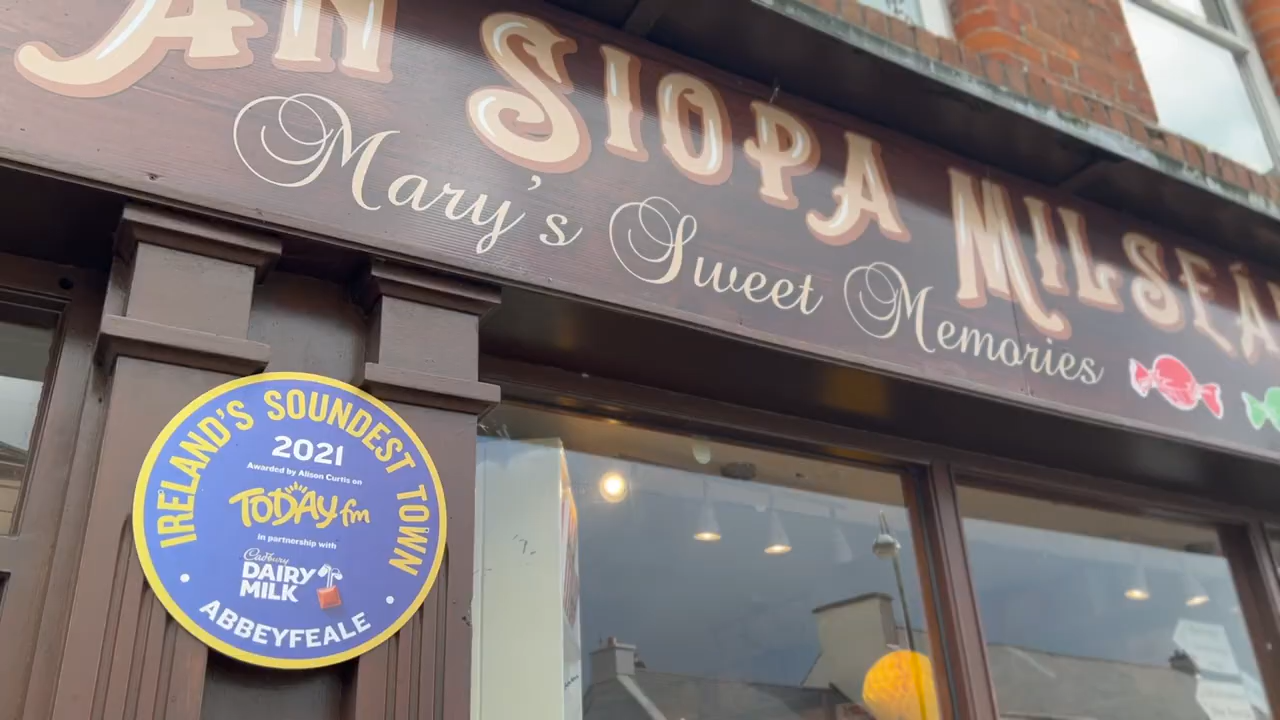 AN SIOPA MILSEÁ
Mary's Sweet Memories
IRELAND'S SOUNDEST TOWN
2021
Awarded by Alison Curtis on
TODAY fm
in partnership with
Cadbury
DAIRY
MILK
ABBEYFEALE